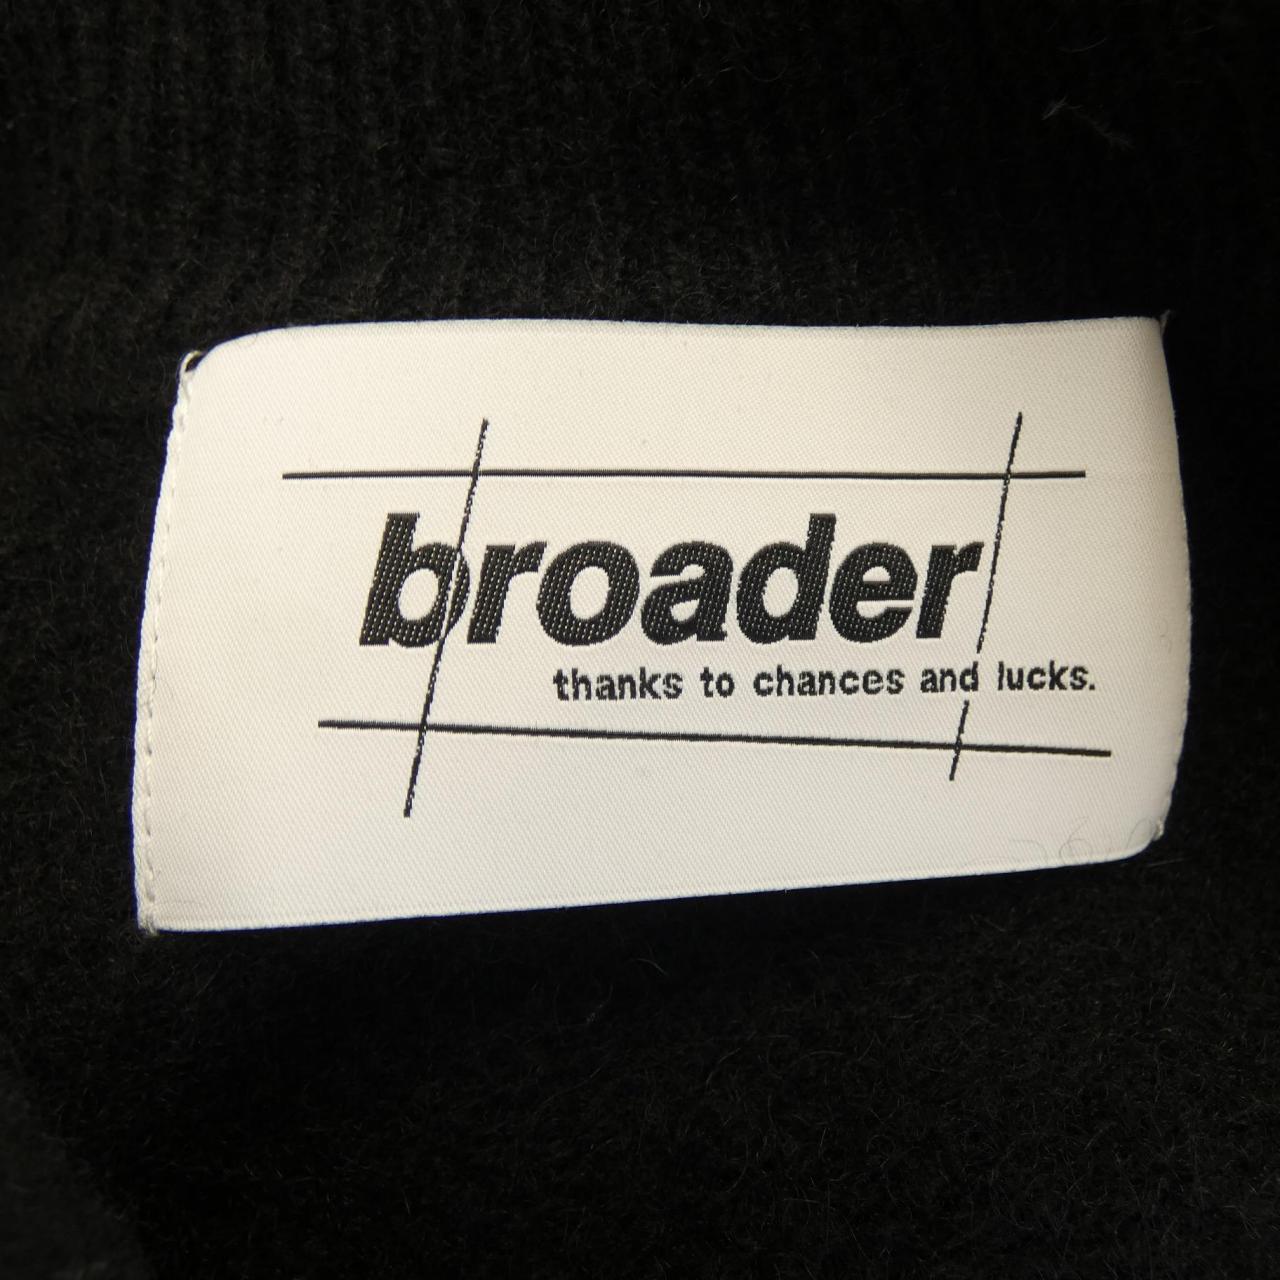 broader
thanks to chances and lucks.